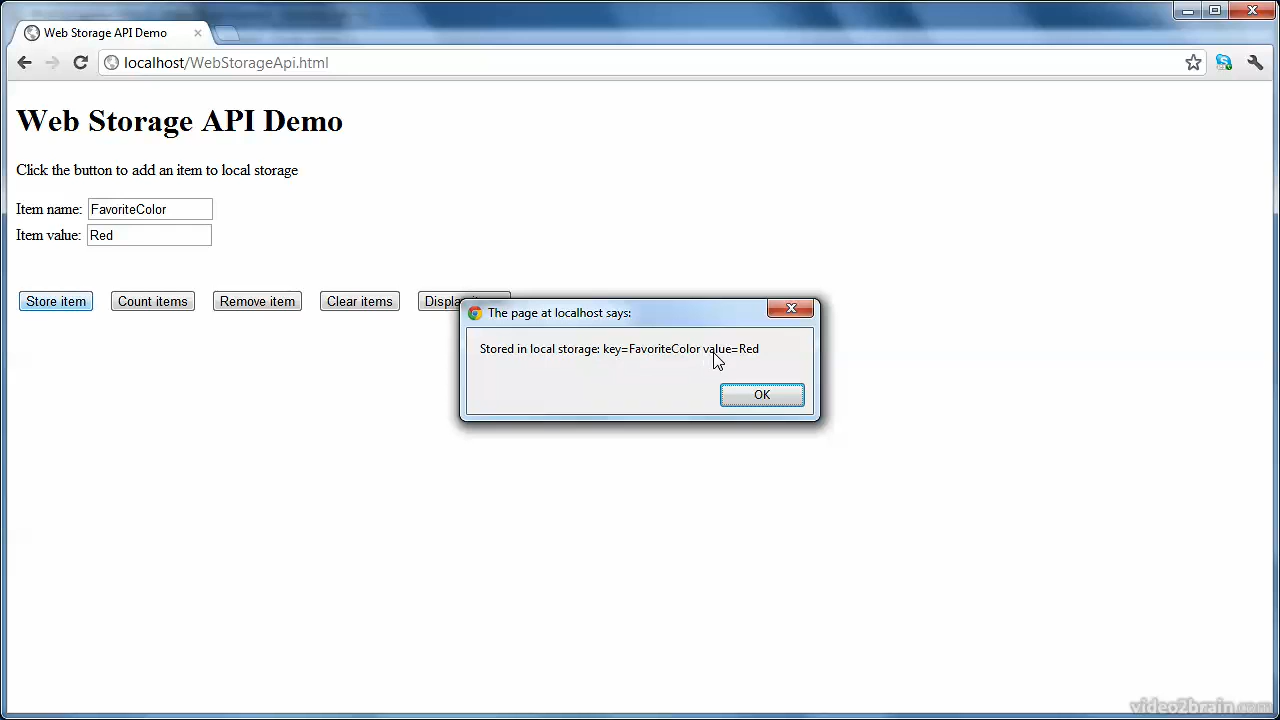 Web Storage API Demo
localhost/WebStorageApi.html
Web Storage API Demo
Click the button to add an item to local storage
Item name: FavoriteColor
Item value: Red
Store item Count items Remove item Clear items
The page at localhost says:
Stored in local storage: key=FavoriteColor value=Red
OK
video2brain.com